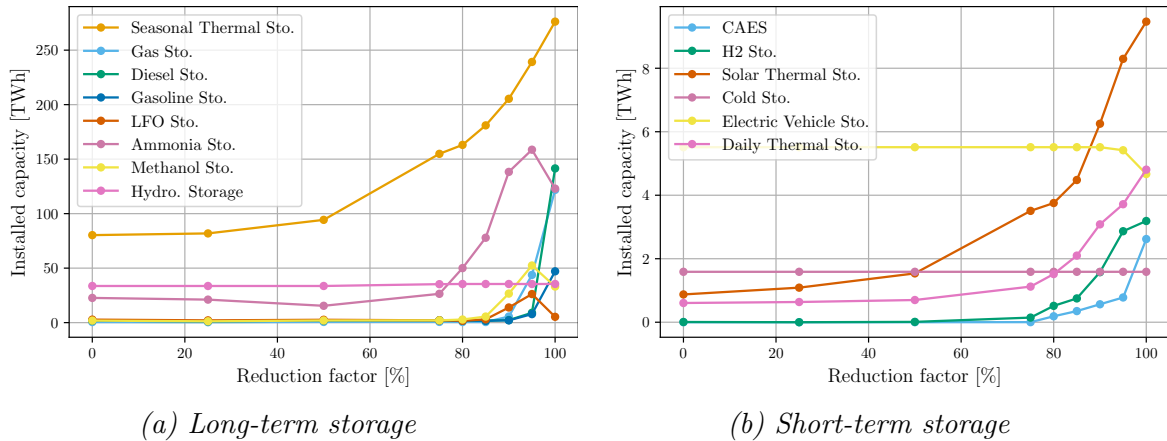 Seasonal Thermal Sto.
Gas Sto.
Diesel Sto.
Gasoline Sto.
LFO Sto.
Ammonia Sto.
Methanol Sto.
Hydro. Storage
Installed capacity [TWh]
250
200
150
100
50
0
0
20
40
60
80
100
Reduction factor [%]
(a) Long-term storage
CAES
H2 Sto.
Solar Thermal Sto.
Cold Sto.
Electric Vehicle Sto.
Daily Thermal Sto.
Installed capacity [TWh]
8
6
4
2
0
0
20
40
60
80
100
Reduction factor [%]
(b) Short-term storage